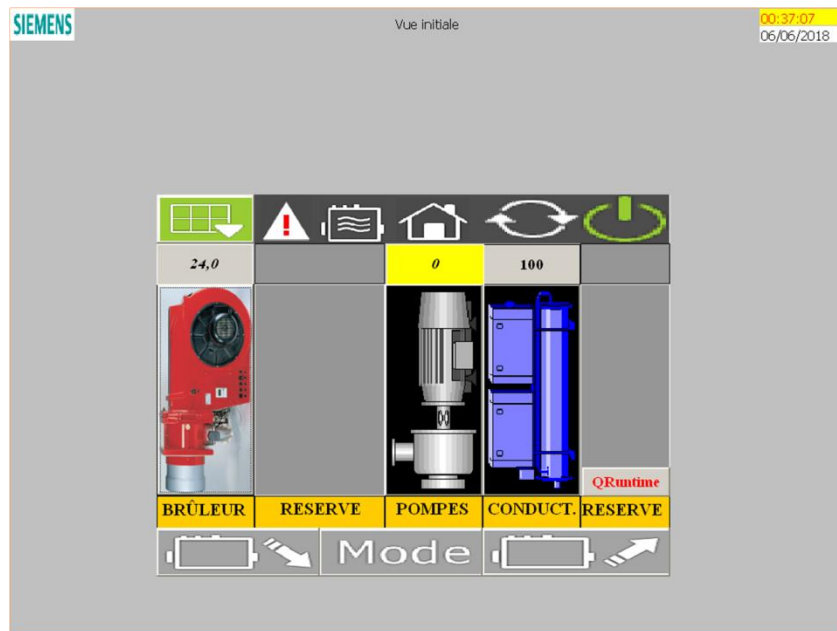 SIEMENS
Vue initiale
00:37:07
06/06/2018
24,0
0
100
QRuntime
BRÛLEUR
RESERVE
POMPES
CONDUCT.
RESERVE
Mode